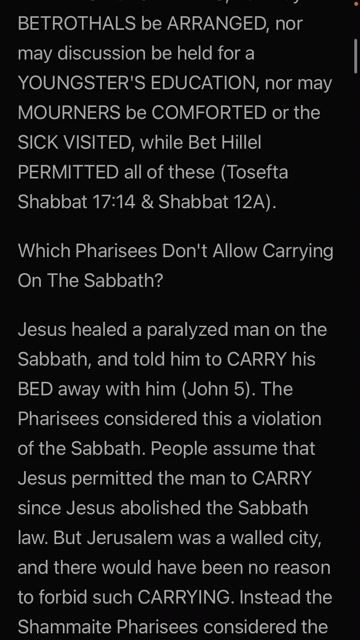 BETROTHALS be ARRANGED, nor
may discussion be held for a
YOUNGSTER'S EDUCATION, nor may
MOURNERS be COMFORTED or the
SICK VISITED, while Bet Hillel
PERMITTED all of these (Tosefta
Shabbat 17:14 & Shabbat 12A).
Which Pharisees Don't Allow Carrying
On The Sabbath?
Jesus healed a paralyzed man on the
Sabbath, and told him to CARRY his
BED away with him (John 5). The
Pharisees considered this a violation
of the Sabbath. People assume that
Jesus permitted the man to CARRY
since Jesus abolished the Sabbath
law. But Jerusalem was a walled city,
and there would have been no reason
to forbid such CARRYING. Instead the
Shammaite Pharisees considered the